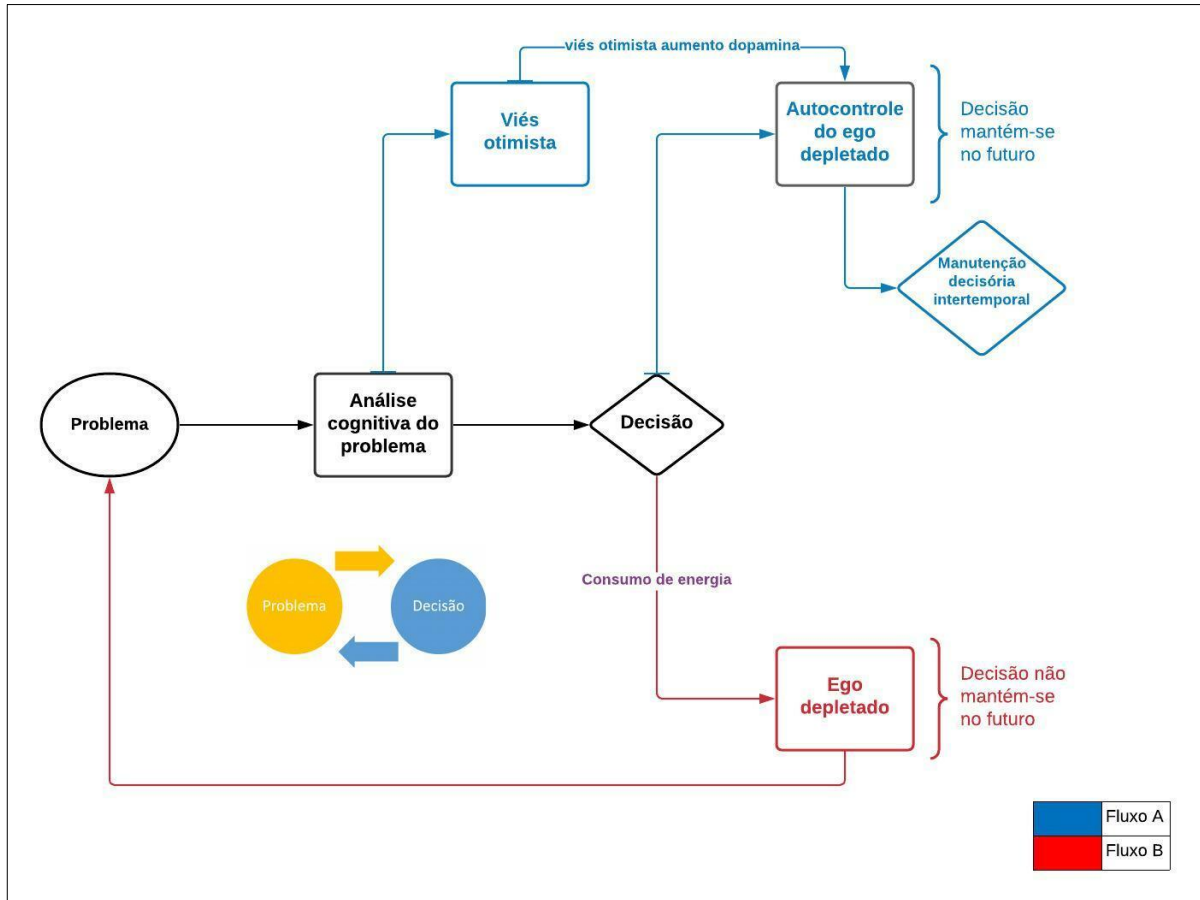 viés otimista aumento dopamina
Viés
otimista
Autocontrole
do ego
depletado
Decisão
mantém-se
no futuro
Manutenção
decisória
intertemporal
Problema
Análise
cognitiva do
problema
Decisão
Consumo de energia
Problema
Decisão
Ego
depletado
Decisão não
mantém-se
no futuro
Fluxo A
Fluxo B